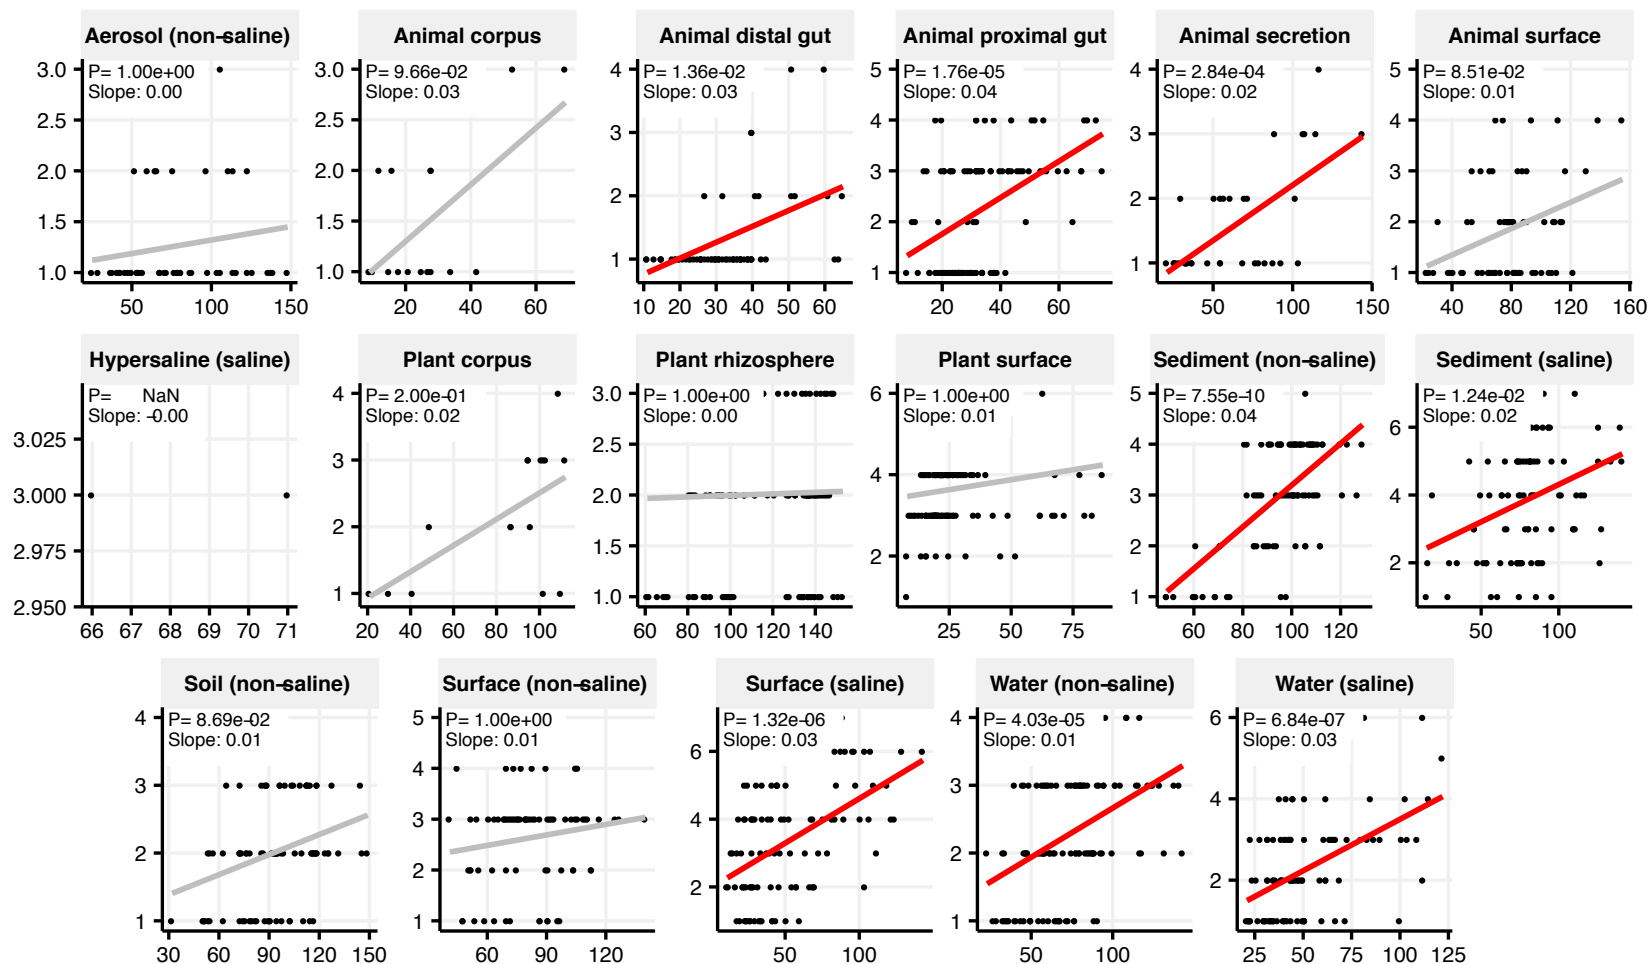 Aerosol (non-saline) Animal corpus Animal distal gut Animal proximal gut Animal secretion Animal surface
P= 1.00e+00 P= 9.66e-02 P= 1.36e-02 P= 1.76e-05 P= 2.84e-04 P= 8.51e-02
Slope: 0.00 Slope: 0.03 Slope: 0.03 Slope: 0.04 Slope: 0.02 Slope: 0.01
3.0 3.0 4 5 4 4
2.5 2.5 3 4 3 3
2.0 2.0 2 3 2 2
1.5 1.5 1 2 1 1
1.0 1.0 1
50 100 150 20 40 60 10 20 30 40 50 60 20 40 60 50 100 150 40 80 120 160
Hypersaline (saline) Plant corpus Plant rhizosphere Plant surface Sediment (non-saline) Sediment (saline)
P= NaN P= 2.00e-01 P= 1.00e+00 P= 1.00e+00 P= 7.55e-10 P= 1.24e-02
Slope: -0.00 Slope: 0.02 Slope: 0.00 Slope: 0.01 Slope: 0.04 Slope: 0.02
3.025 4 3.0 6 5 6
3.000 3 2.5 4 4 4
2.975 2 2.0 2 3 2
2.950 1 1.5 2
1.0 1
66 67 68 69 70 71 20 40 60 80 100 60 80 100 120 140 25 50 75 60 80 100 120 50 100
Soil (non-saline) Surface (non-saline) Surface (saline) Water (non-saline) Water (saline)
P= 8.69e-02 P= 1.00e+00 P= 1.32e-06 P= 4.03e-05 P= 6.84e-07
Slope: 0.01 Slope: 0.01 Slope: 0.03 Slope: 0.01 Slope: 0.03
4 5 6 4 6
3 4 4 3 4
2 3 2 2 2
1 2 1
1
30 60 90 120 150 60 90 120 50 100 50 100 25 50 75 100 125